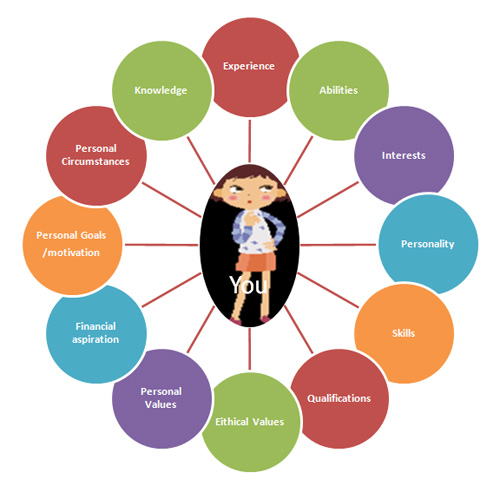 Experience
Abilities
Interests
Personality
Skills
Qualifications
Eithical Values
Personal
Values
Financial
aspiration
Personal Goals
/motivation
Personal
Circumstances
Knowledge
You